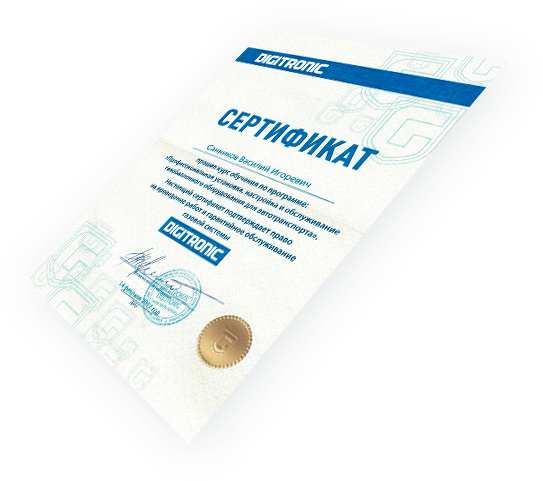 DIGITRONIC
СЕРТИФИКАТ
Санников Василий Игоревич
прошел курс обучения по программе:
«Профессиональная установка, настройка и обслуживание
газобаллонного оборудования для автотранспорта».
Настоящий сертификат подтверждает право
на проведение работ и гарантийное обслуживание
газовой системы
DIGITRONIC